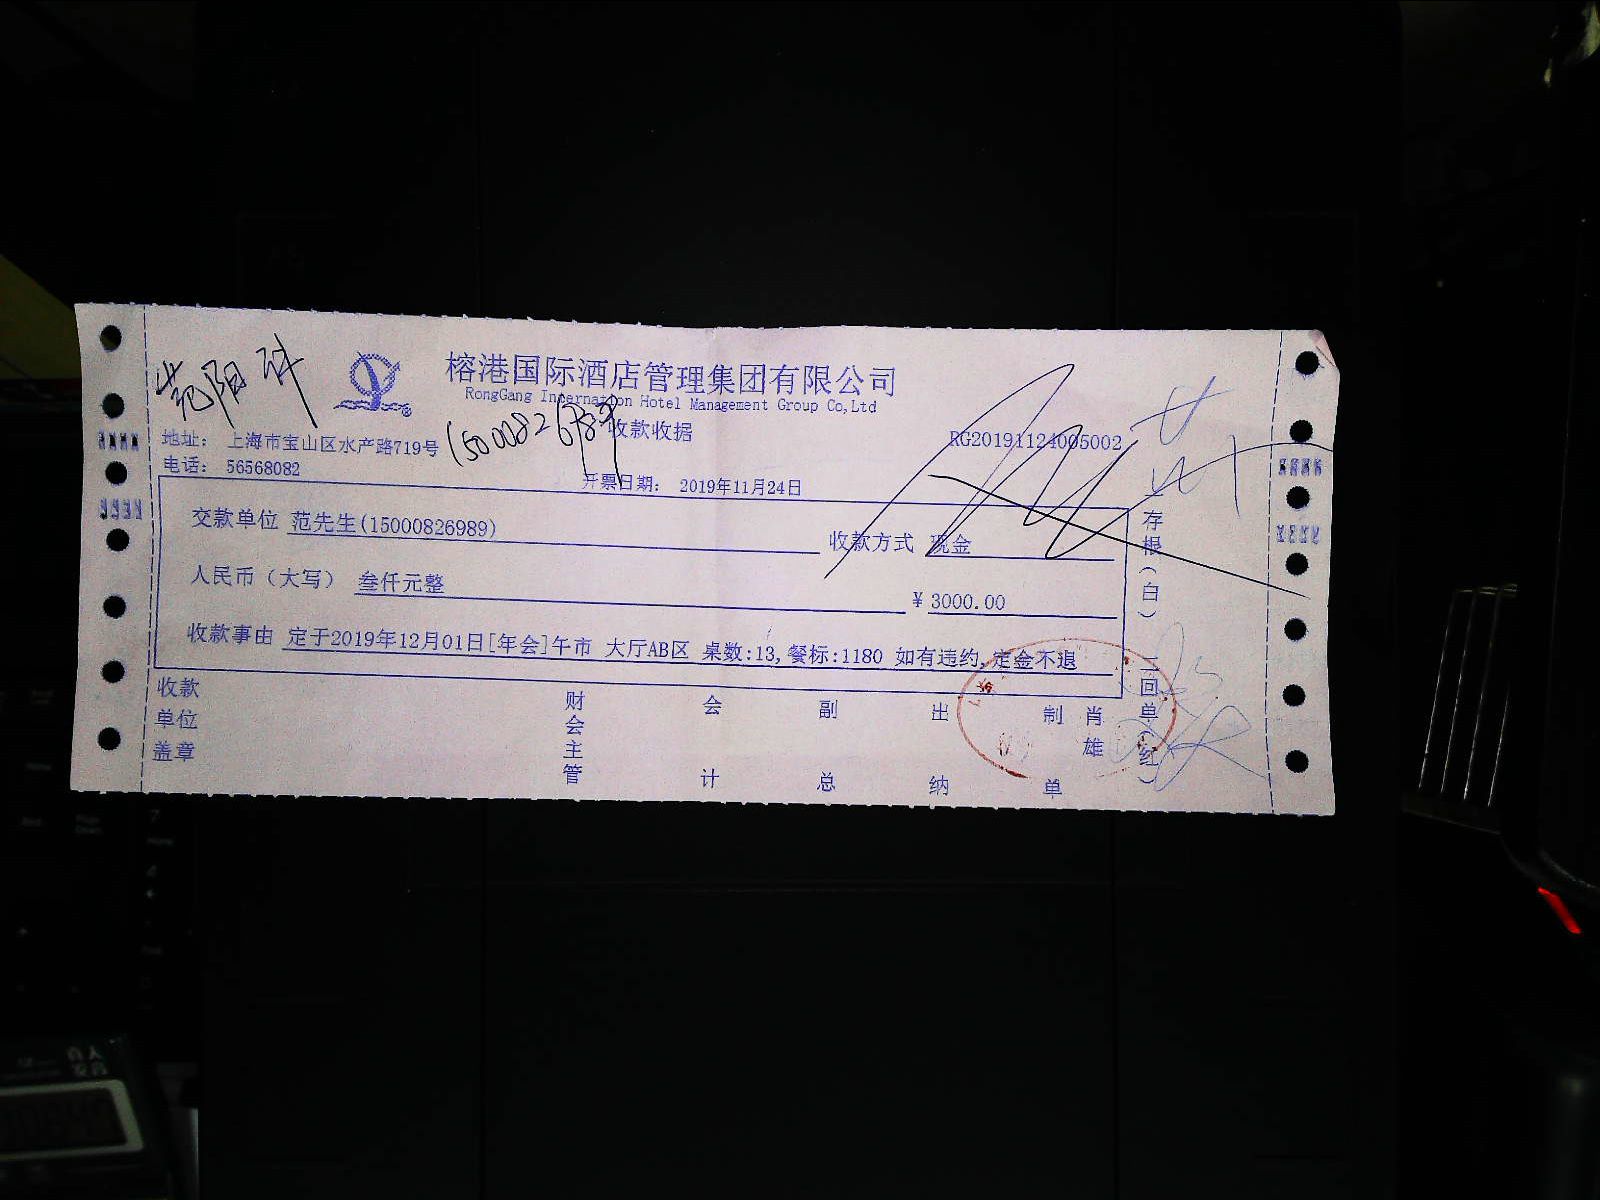 榕港国际酒店管理集团有限公司
RongGang Internation Hotel Management Group Co,Ltd
范阳
地址： 上海市宝山区水产路719号
收款收据
RG20191124005002
电话： 56568082
开票日期： 2019年11月24日
交款单位 范先生(15000826989)
收款方式 现金
人民币（大写） 叁仟元整
¥ 3000.00
收款事由 定于2019年12月01日[年会]午市 大厅AB区 桌数:13,餐标:1180 如有违约,定金不退
收款单位盖章
财会主管
会计
副总
出纳
制单
肖雄
一存根(白) 二回单(红)